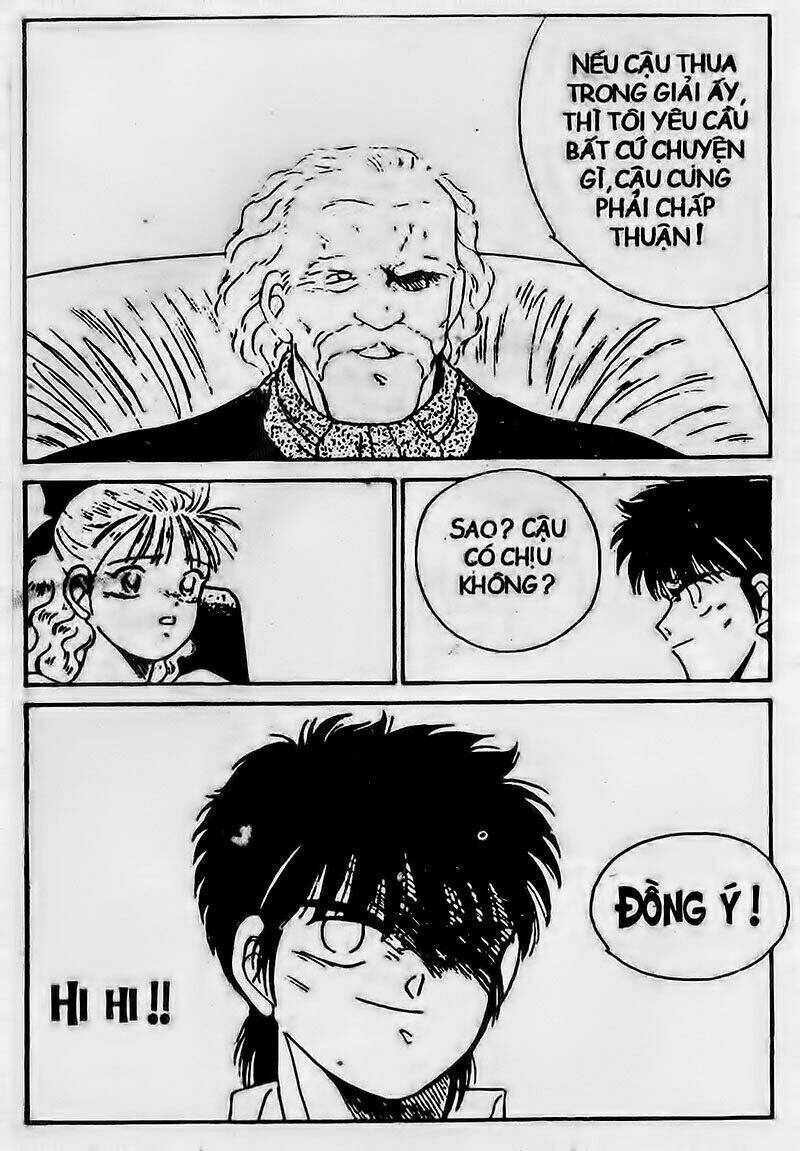 NẾU CẬU THUA
TRONG GIẢI ẤY,
THÌ TÔI YÊU CẦU
BẤT CỨ CHUYỆN
GÌ, CẬU CŨNG
PHẢI CHẤP
THUẬN!
SAO? CẬU
CÓ CHỊU
KHÔNG?
ĐỒNG Ý!
HI HI!!